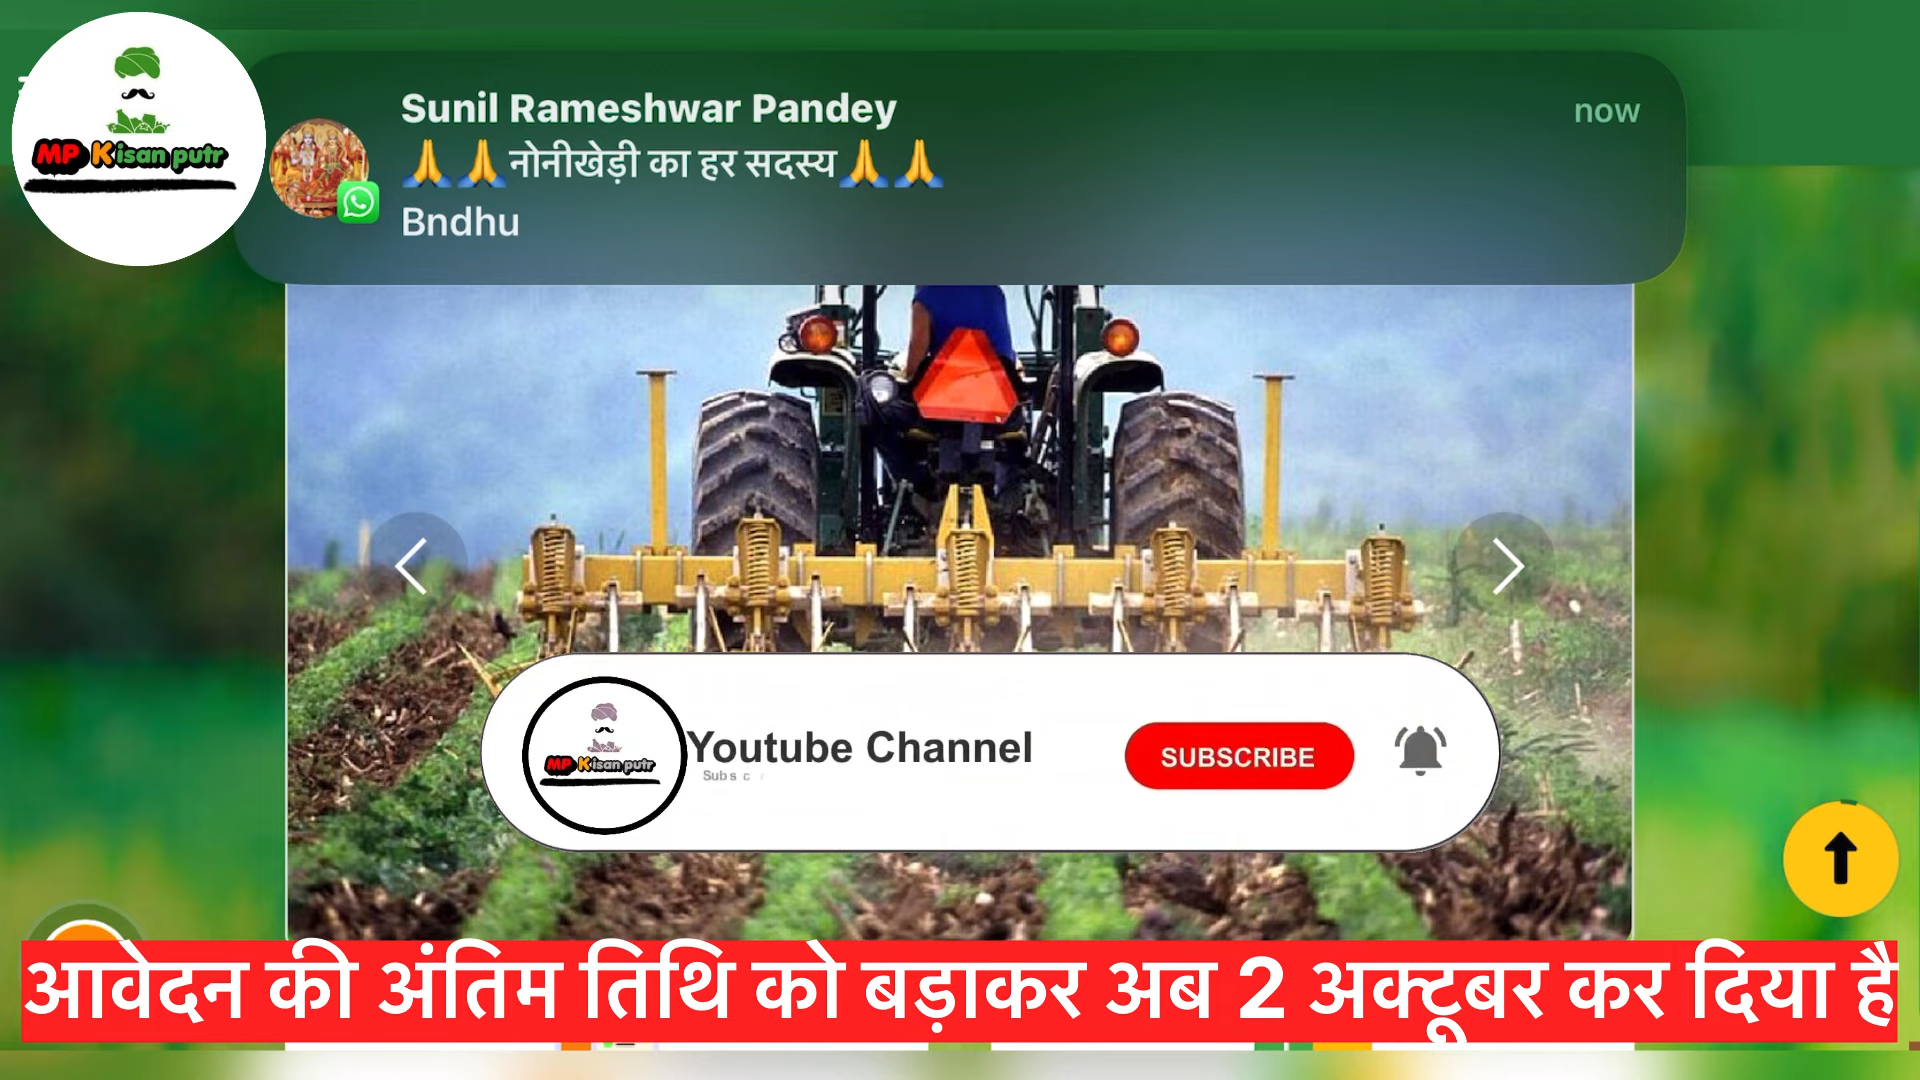 MP Kisan putr
Sunil Rameshwar Pandey
now
🙏🙏नोनीखेड़ी का हर सदस्य🙏🙏
Bndhu
MP Kisan putr
Youtube Channel
Subsc
SUBSCRIBE
आवेदन की अंतिम तिथि को बड़ाकर अब 2 अक्टूबर कर दिया है